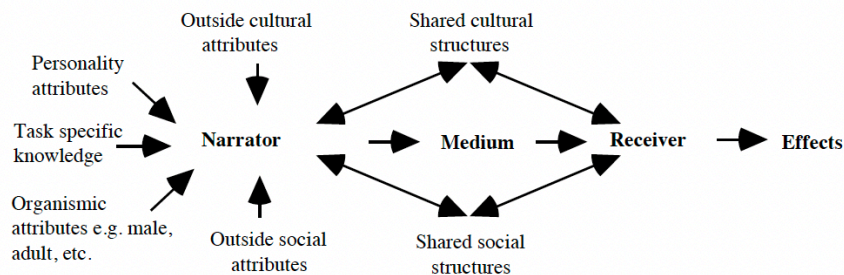 Outside cultural
attributes
Shared cultural
structures
Personality
attributes
Task specific
knowledge
Narrator
Medium
Receiver
Effects
Organismic
attributes e.g. male,
adult, etc.
Outside social
attributes
Shared social
structures